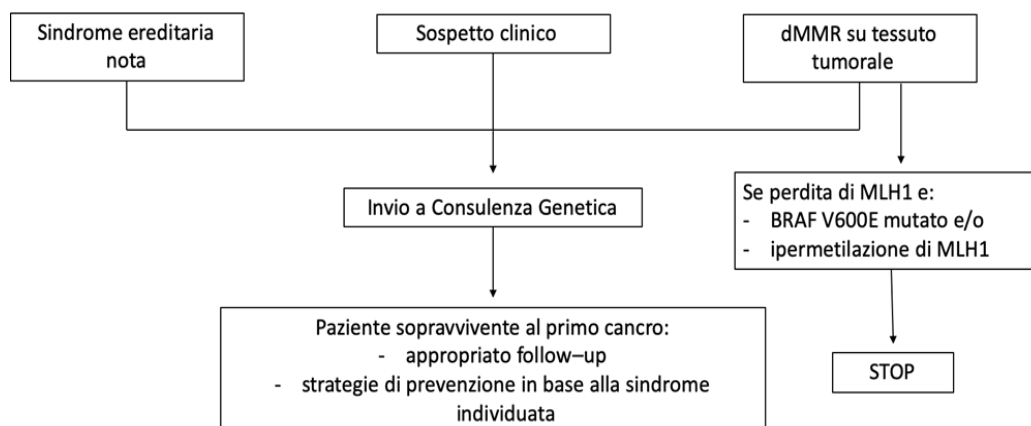 Sindrome ereditaria
nota
Sospetto clinico
dMMR su tessuto
tumorale
Invio a Consulenza Genetica
Se perdita di MLH1 e:
- BRAF V600E mutato e/o
- ipermetilazione di MLH1
Paziente sopravvivente al primo cancro:
- appropriato follow–up
- strategie di prevenzione in base alla sindrome
individuata
STOP